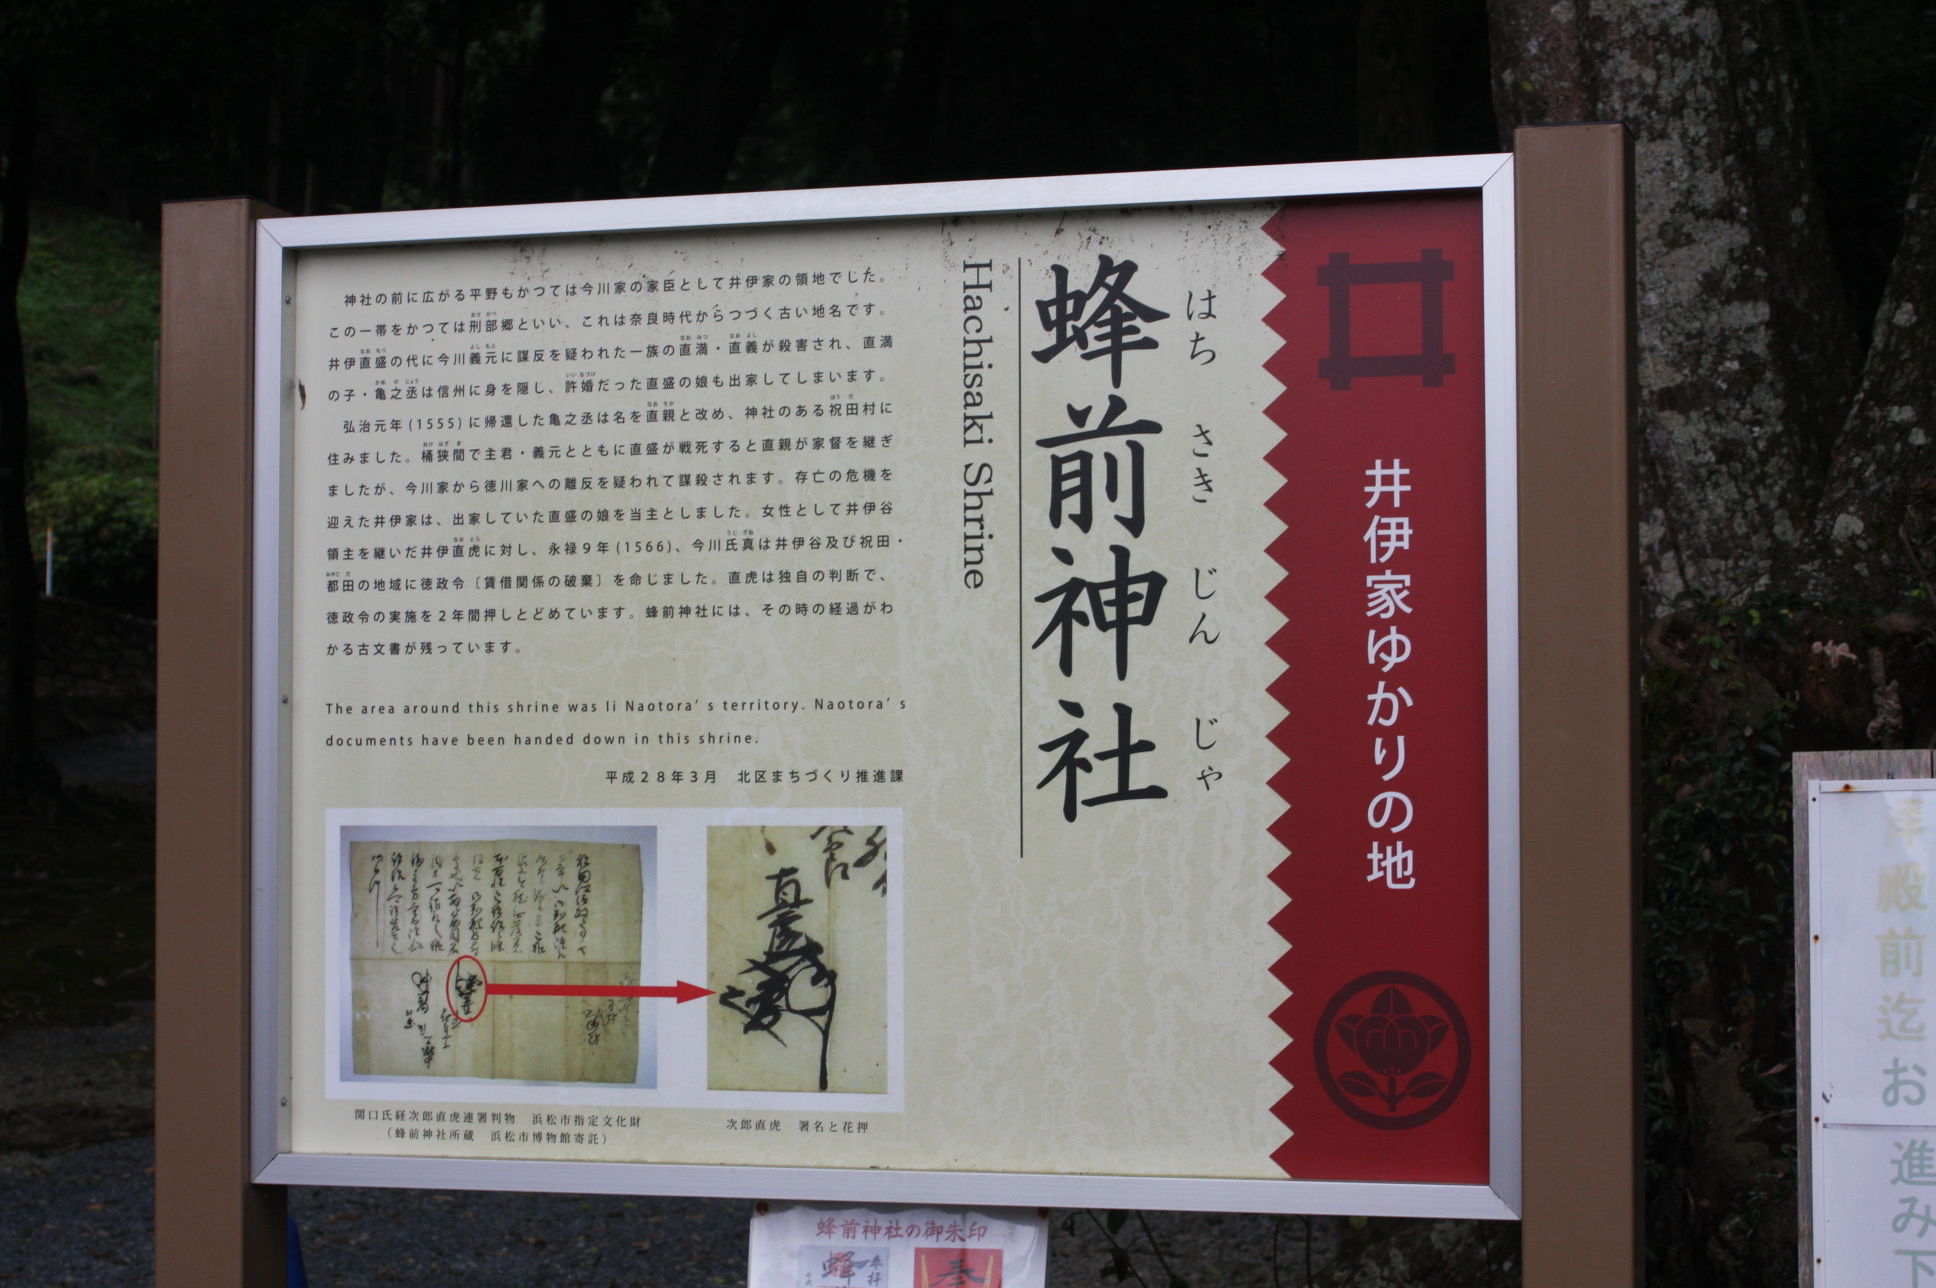 井伊家ゆかりの地
はち さき じん じゃ
蜂前神社
Hachisaki Shrine
神社の前に広がる平野もかつては今川家の家臣として井伊家の領地でした。
この一帯をかつては刑部郷といい、これは奈良時代からつづく古い地名です。
井伊直盛の代に今川義元に謀反を疑われた一族の直満・直義が殺害され、直満
の子・亀之丞は信州に身を隠し、許婚だった直盛の娘も出家してしまいます。
弘治元年(1555)に帰還した亀之丞は名を直親と改め、神社のある祝田村に
住みました。桶狭間で主君・義元とともに直盛が戦死すると直親が家督を継ぎ
ましたが、今川家から徳川家への離反を疑われて謀殺されます。存亡の危機を
迎えた井伊家は、出家していた直盛の娘を当主としました。女性として井伊谷
領主を継いだ井伊直虎に対し、永禄9年(1566)、今川氏真は井伊谷及び祝田・
都田の地域に徳政令〔賃借関係の破棄〕を命じました。直虎は独自の判断で、
徳政令の実施を2年間押しとどめています。蜂前神社には、その時の経過がわ
かる古文書が残っています。
The area around this shrine was Ii Naotora's territory. Naotora's
documents have been handed down in this shrine.
平成28年3月 北区まちづくり推進課
関口氏経次郎直虎連署判物 浜松市指定文化財
(蜂前神社所蔵 浜松市博物館寄託)
次郎直虎 署名と花押
蜂前神社の御朱印
拝殿前迄お進み下